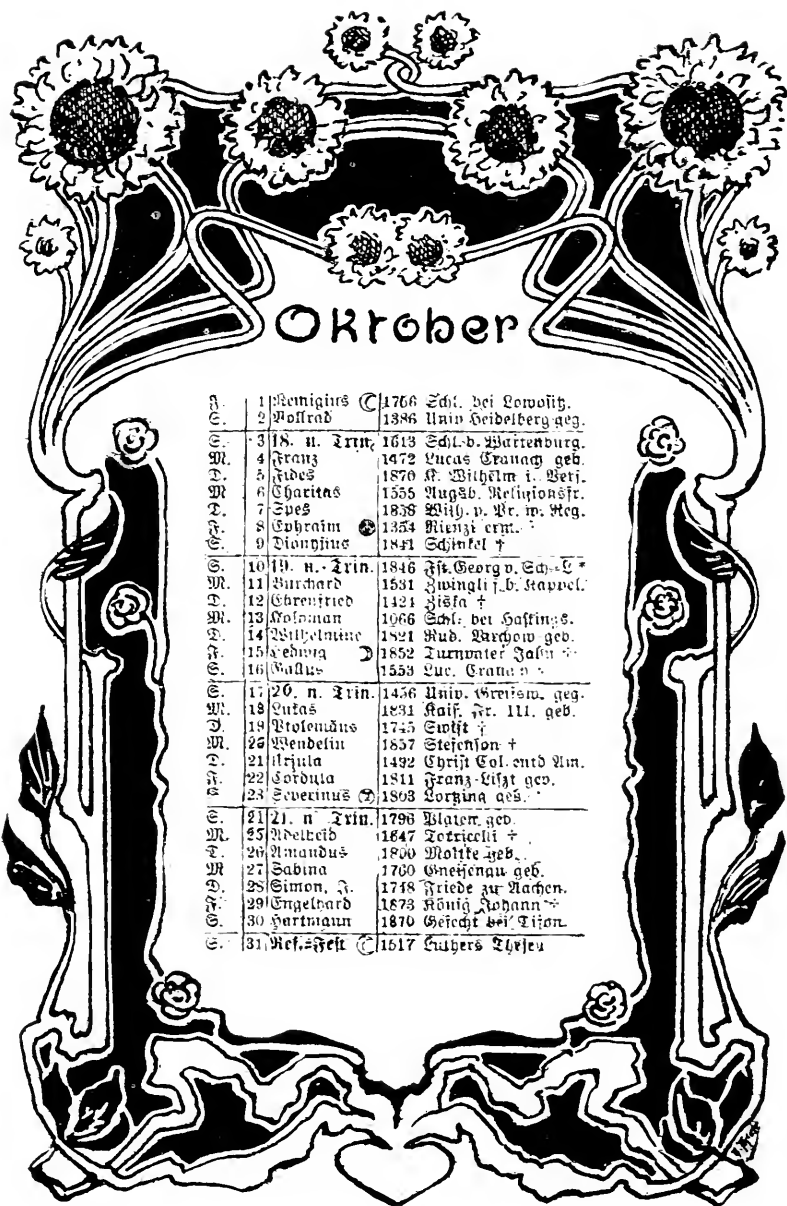 Oktober
F. 1 Remigius 1756 Schl. bei Lowositz.
S. 2 Vollrad 1386 Univ Heidelberg geg.
S. 3 18. n. Trin. 1813 Schl. b. Wartenburg.
M. 4 Franz 1472 Lucas Cranach geb.
D. 5 Fides 1870 K. Wilhelm i. Vers.
M 6 Charitas 1555 Augsb. Religionsfr.
D. 7 Spes 1858 Wilh. v. Pr. w. Reg.
F. 8 Ephraim 1354 Rienzi erm.
S. 9 Dionysius 1841 Schinkel †
S. 10 19. n. Trin. 1846 Fst. Georg v. Sch.-L *
M. 11 Burchard 1531 Zwingli f. b. Kappel.
D. 12 Ehrenfried 1424 Ziska †
M. 13 Koloman 1066 Schl. bei Hastings.
D. 14 Wilhelmine 1821 Rud. Virchow geb.
F. 15 Hedwig 1852 Turnvater Jahn †
S. 16 Gallus 1553 Luc. Cranach †
S. 17 20. n. Trin. 1456 Univ. Greifsw. geg.
M. 18 Lukas 1831 Kais. Fr. III. geb.
D. 19 Ptolemäus 1745 Swift †
M. 20 Wendelin 1857 Stefenson †
D. 21 Ursula 1492 Christ Col. entd Am.
F. 22 Cordula 1811 Franz Liszt geb.
S 23 Severinus 1803 Lortzing geb.
S. 24 21. n Trin. 1796 Platen geb.
M. 25 Adelheid 1647 Torricelli †
D. 26 Amandus 1800 Moltke geb.
M 27 Sabina 1760 Gneisenau geb.
D. 28 Simon, J. 1748 Friede zu Aachen.
F. 29 Engelhard 1873 König Johann †
S. 30 Hartmann 1870 Gefecht bei Dijon.
S. 31 Ref.-Fest 1517 Luthers Thesen